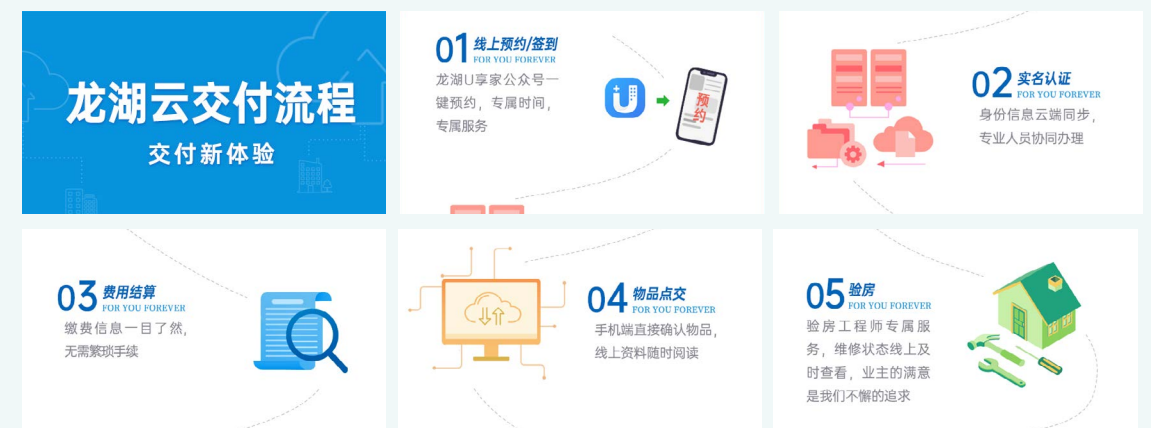 龙湖云交付流程
交付新体验
01 线上预约/签到
FOR YOU FOREVER
龙湖U享家公众号一
键预约，专属时间，
专属服务
U
预
约
02 实名认证
FOR YOU FOREVER
身份信息云端同步，
专业人员协同办理
03 费用结算
FOR YOU FOREVER
缴费信息一目了然，
无需繁琐手续
04 物品点交
FOR YOU FOREVER
手机端直接确认物品，
线上资料随时阅读
05 验房
FOR YOU FOREVER
验房工程师专属服
务，维修状态线上及
时查看，业主的满意
是我们不懈的追求